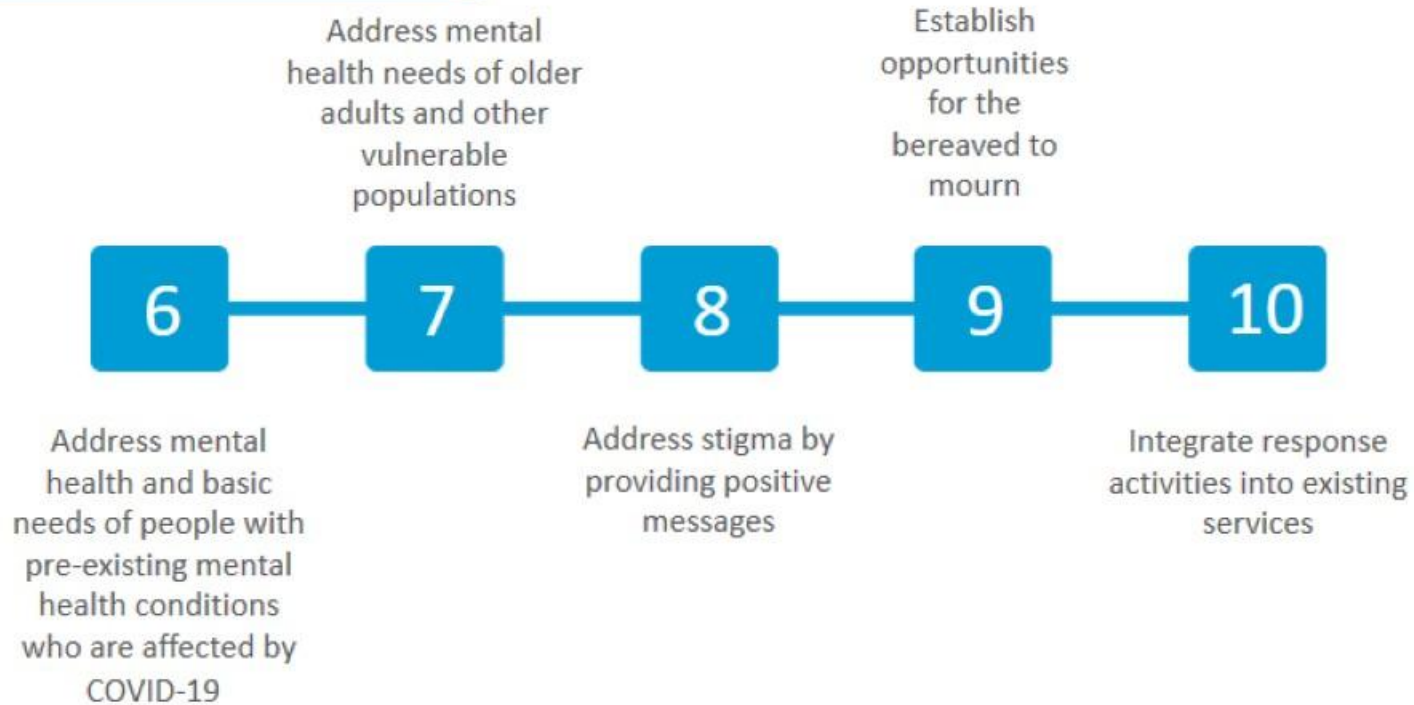 Address mental
health needs of older
adults and other
vulnerable
populations
Establish
opportunities
for the
bereaved to
mourn
6
7
8
9
10
Address mental
health and basic
needs of people with
pre-existing mental
health conditions
who are affected by
COVID-19
Address stigma by
providing positive
messages
Integrate response
activities into existing
services